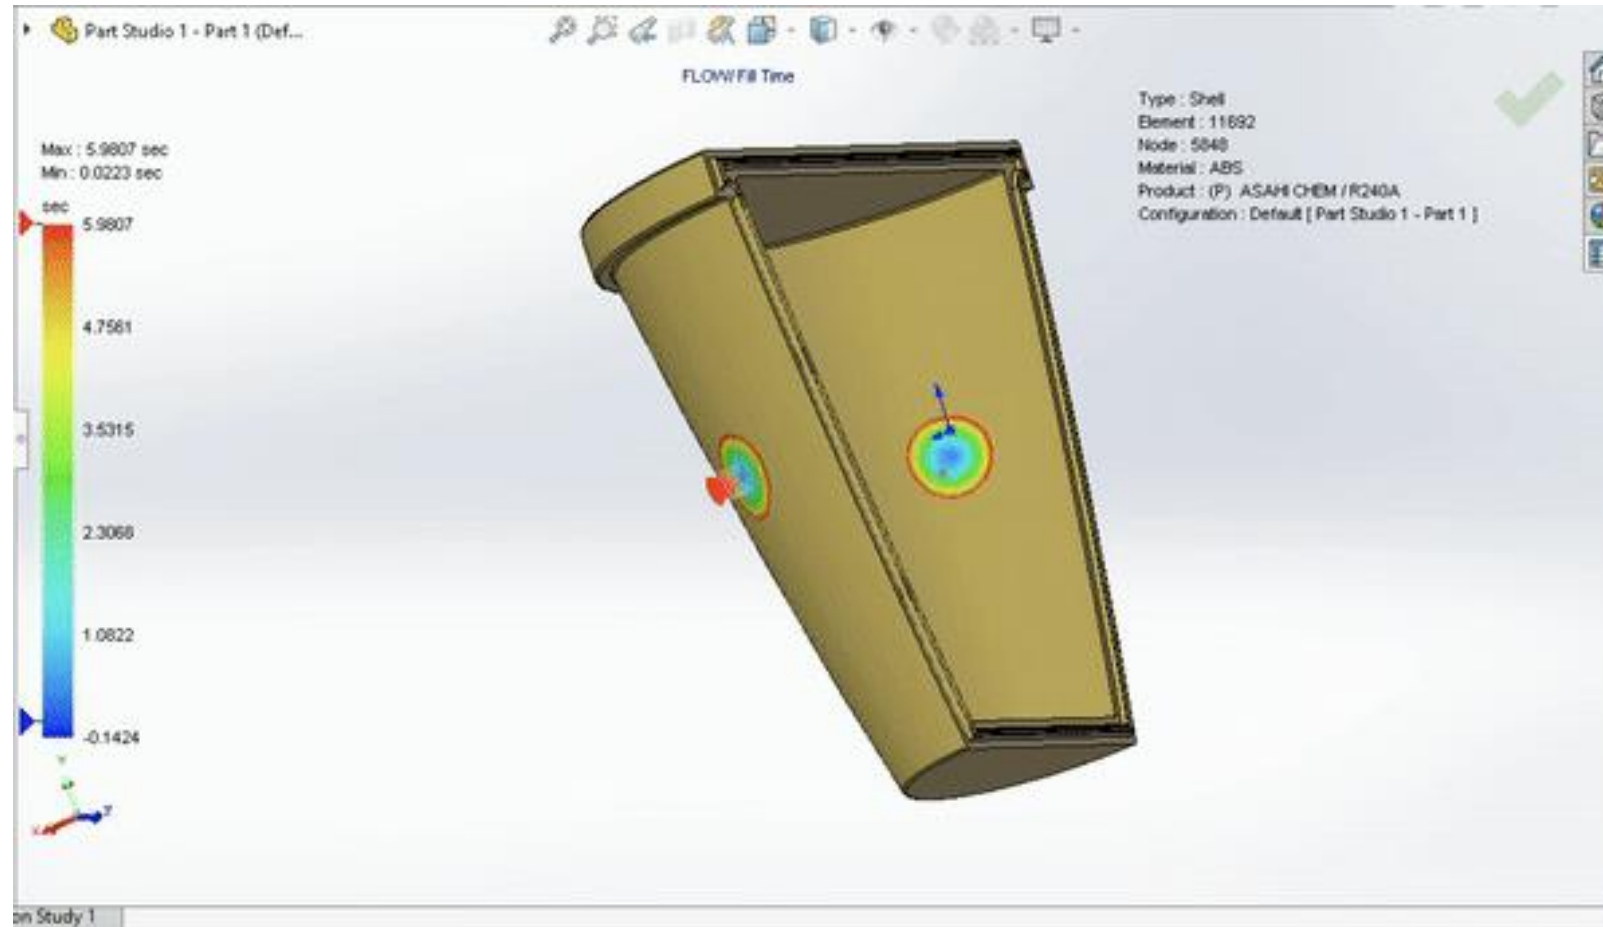 Part Studio 1 - Part 1 (Def...
FLOW/Fill Time
Type : Shell
Element : 11692
Node : 5848
Material : ABS
Product : (P) ASAHI CHEM / R240A
Configuration : Default [ Part Studio 1 - Part 1 ]
Max : 5.9807 sec
Min : 0.0223 sec
sec
5.9807
4.7561
3.5315
2.3068
1.0822
-0.1424
Y
X
Z
on Study 1